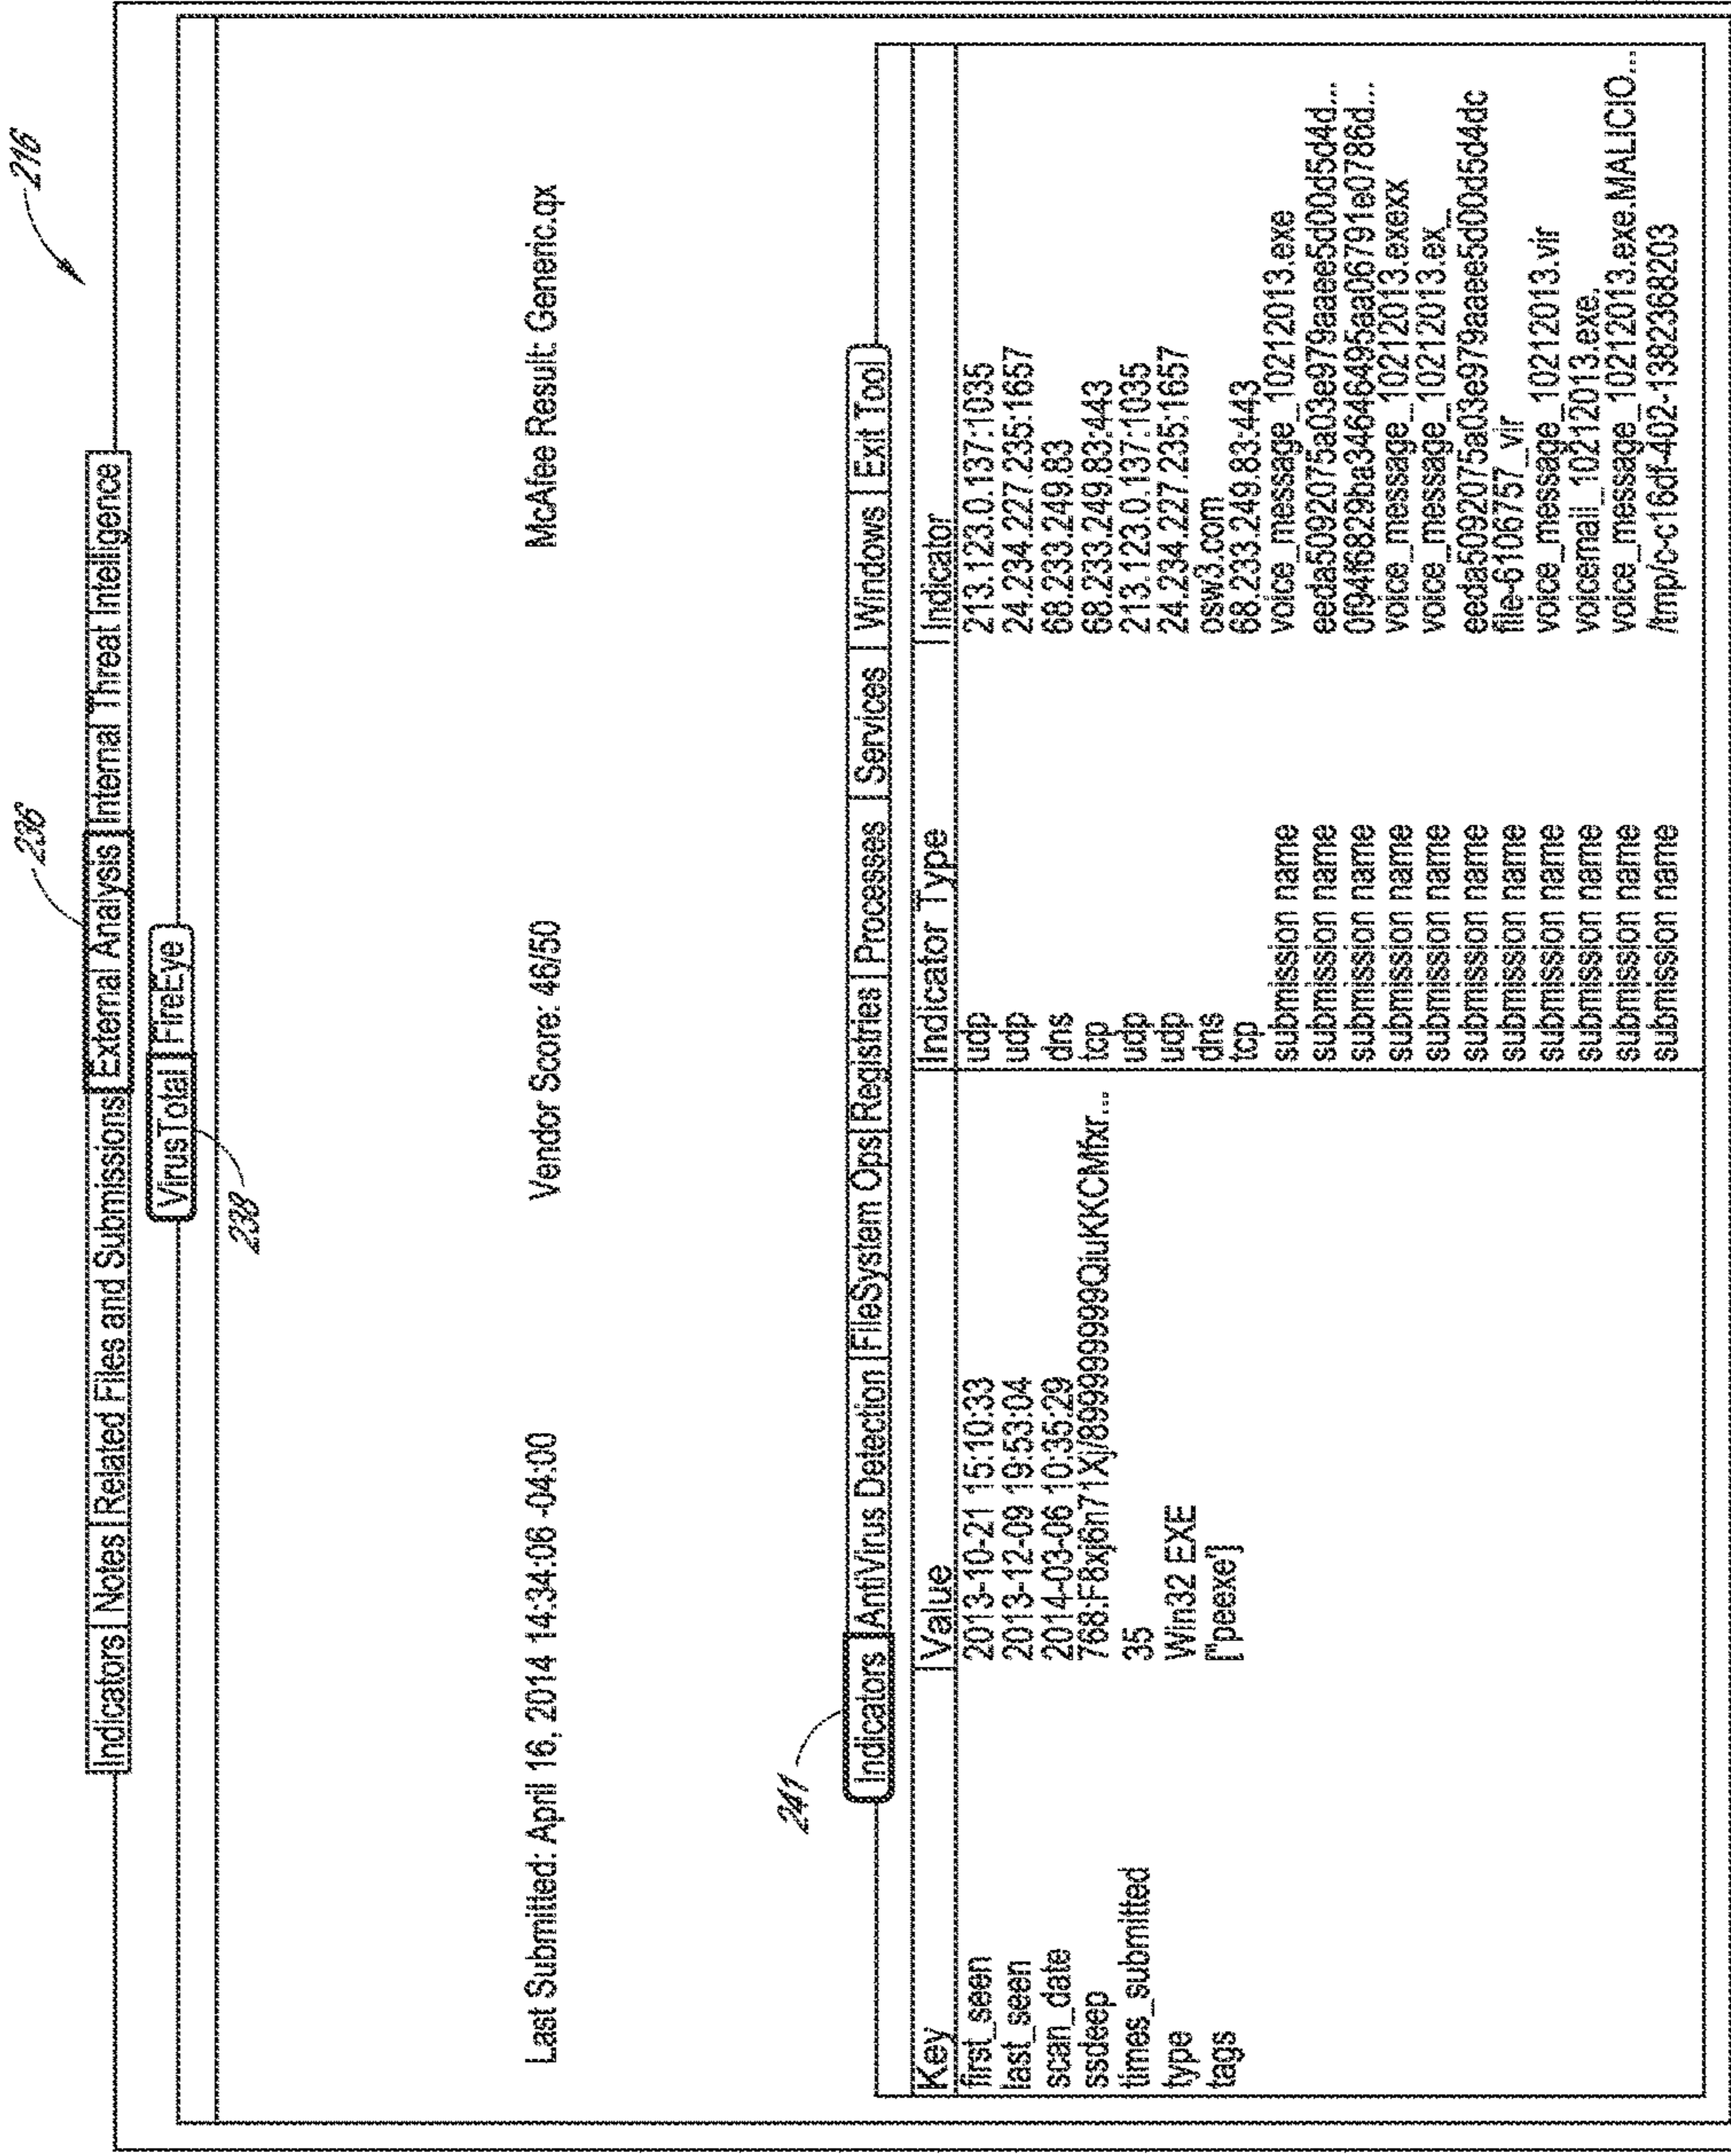 216
236
Indicators | Notes | Related Files and Submissions | External Analysis | Internal Threat Intelligence
VirusTotal | FireEye
238
Last Submitted: April 16, 2014 14:34:06 -04:00 Vendor Score: 46/50 McAfee Result: Generic.qx
241
Indicators | AntiVirus Detection | FileSystem Ops | Registries | Processes | Services | Windows | Exit Tool
Key | Value
first_seen 2013-10-21 15:10:33
last_seen 2013-12-09 19:53:04
scan_date 2014-03-06 10:35:29
ssdeep
times_submitted 35
type Win32 EXE
tags ["peexe"]
Indicator Type | Indicator
udp 213.123.0.137:1035
udp 24.234.227.235:1657
dns 68.233.249.83
tcp 68.233.249.83:443
udp 213.123.0.137:1035
udp 24.234.227.235:1657
dns osw3.com
tcp 68.233.249.83:443
submission name voice_message_10212013.exe
submission name eeda5092075a03e979aaee5d00d5d4d...
submission name 0f94f6829ba3464495aa06791e0786d...
submission name voice_message_10212013.exexx
submission name voice_message_10212013.ex_
submission name eeda5092075a03e979aaee5d00d5d4dc
submission name file-6106757_vir
submission name voice_message_10212013.vir
submission name voicemail_10212013.exe.
submission name voice_message_10212013.exe.MALICIO...
submission name /tmp/c-c16df-402-1382368203